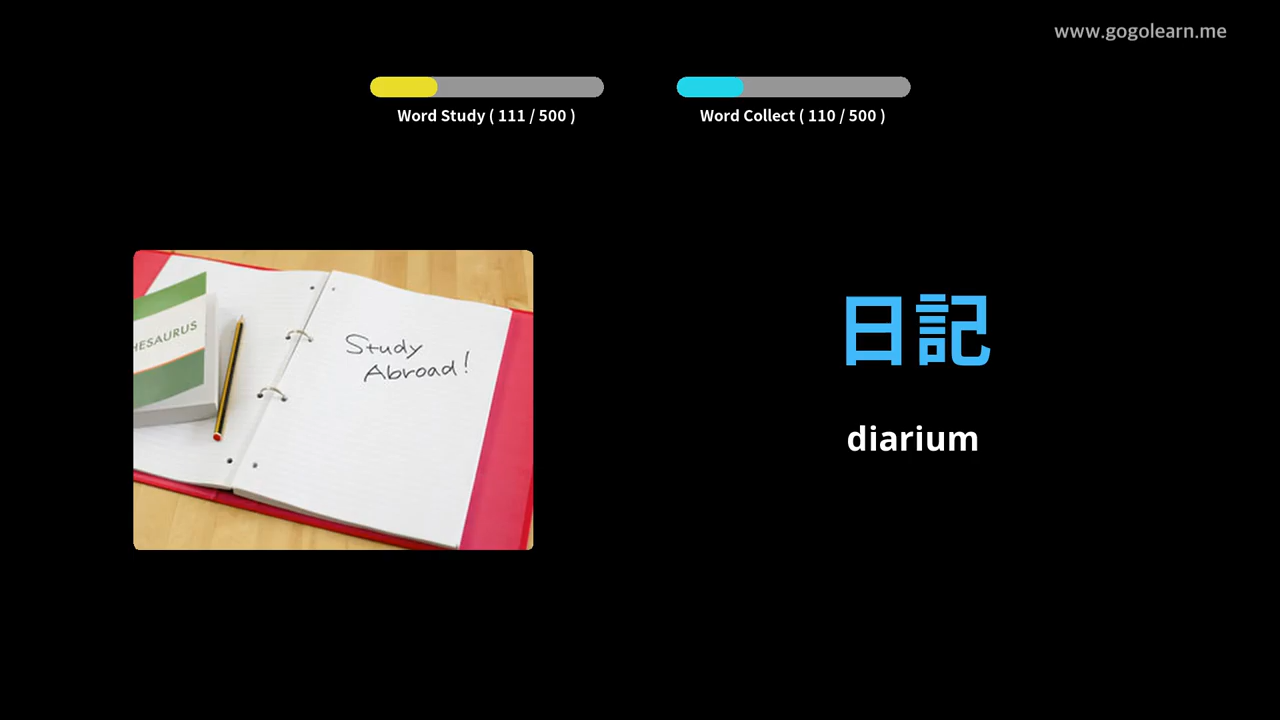 www.gogolearn.me
Word Study ( 111 / 500 )
Word Collect ( 110 / 500 )
HESAURUS
Study
Abroad!
日記
diarium